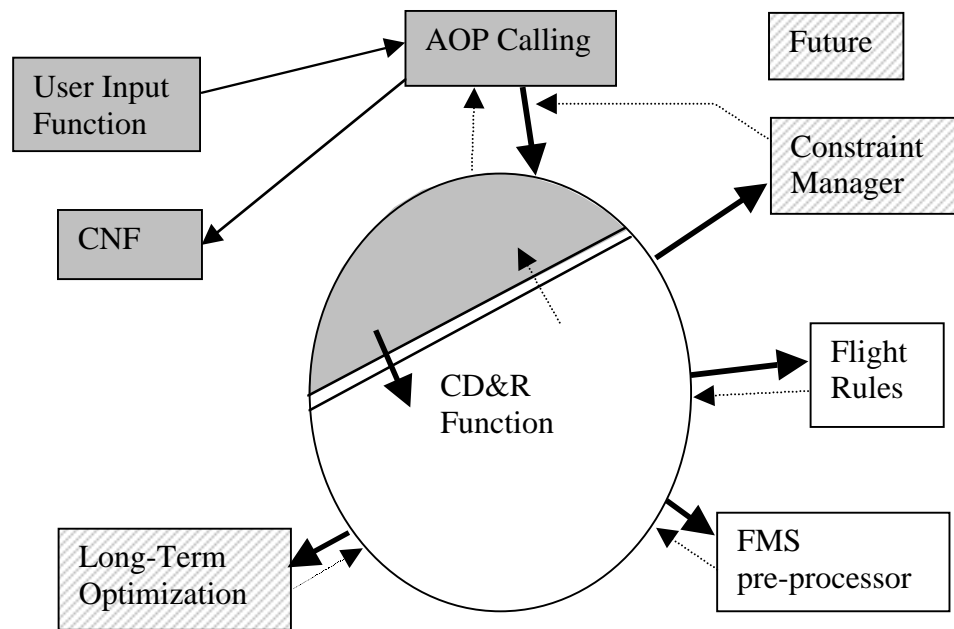 AOP Calling
Future
User Input
Function
Constraint
Manager
CNF
Flight
Rules
CD&R
Function
Long-Term
Optimization
FMS
pre-processor